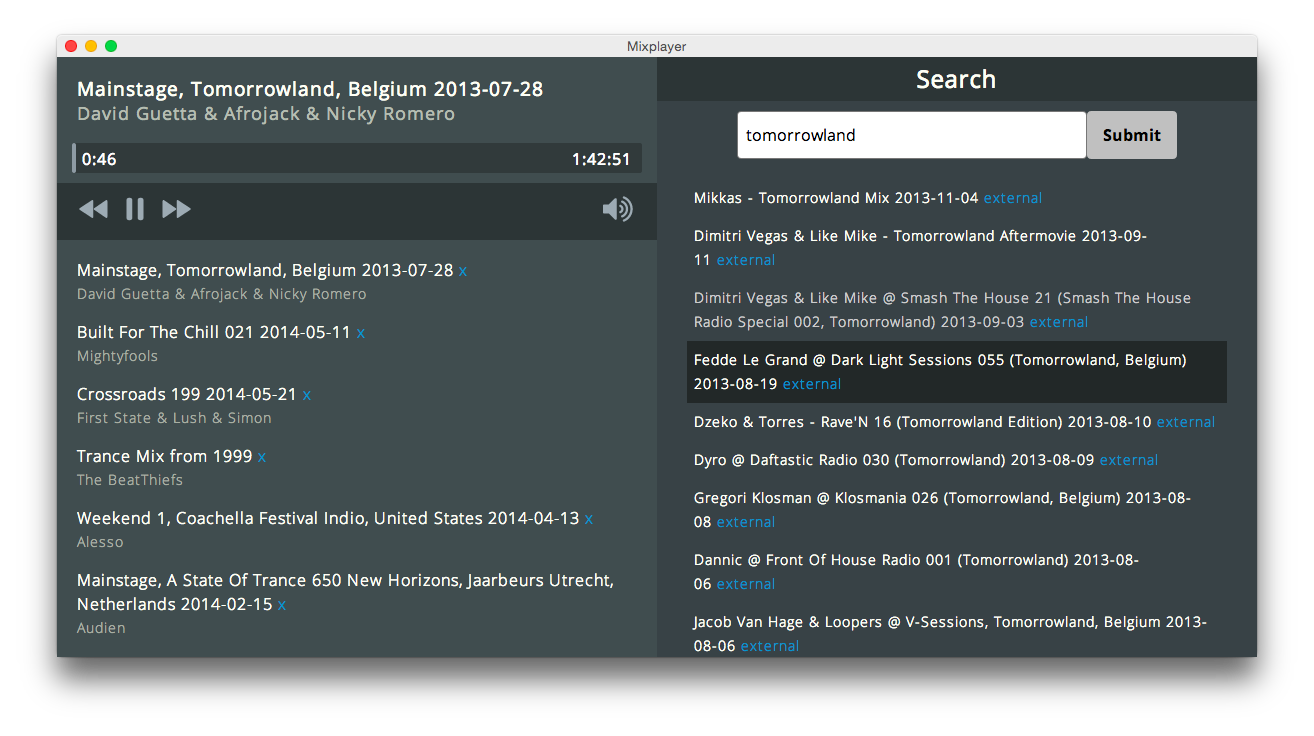 Mixplayer
Mainstage, Tomorrowland, Belgium 2013-07-28
David Guetta & Afrojack & Nicky Romero
0:46 1:42:51
Mainstage, Tomorrowland, Belgium 2013-07-28 x
David Guetta & Afrojack & Nicky Romero
Built For The Chill 021 2014-05-11 x
Mightyfools
Crossroads 199 2014-05-21 x
First State & Lush & Simon
Trance Mix from 1999 x
The BeatThiefs
Weekend 1, Coachella Festival Indio, United States 2014-04-13 x
Alesso
Mainstage, A State Of Trance 650 New Horizons, Jaarbeurs Utrecht,
Netherlands 2014-02-15 x
Audien
Search
tomorrowland Submit
Mikkas - Tomorrowland Mix 2013-11-04 external
Dimitri Vegas & Like Mike - Tomorrowland Aftermovie 2013-09-
11 external
Dimitri Vegas & Like Mike @ Smash The House 21 (Smash The House
Radio Special 002, Tomorrowland) 2013-09-03 external
Fedde Le Grand @ Dark Light Sessions 055 (Tomorrowland, Belgium)
2013-08-19 external
Dzeko & Torres - Rave'N 16 (Tomorrowland Edition) 2013-08-10 external
Dyro @ Daftastic Radio 030 (Tomorrowland) 2013-08-09 external
Gregori Klosman @ Klosmania 026 (Tomorrowland, Belgium) 2013-08-
08 external
Dannic @ Front Of House Radio 001 (Tomorrowland) 2013-08-
06 external
Jacob Van Hage & Loopers @ V-Sessions, Tomorrowland, Belgium 2013-
08-06 external